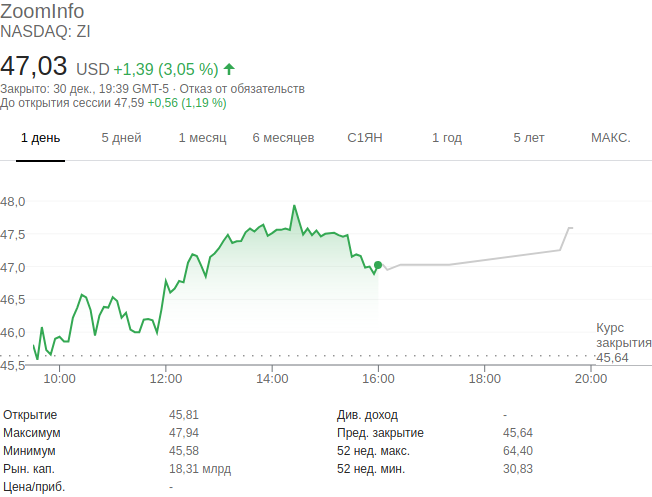 ZoomInfo
NASDAQ: ZI
47,03 USD +1,39 (3,05 %)
Закрыто: 30 дек., 19:39 GMT-5 · Отказ от обязательств
До открытия сессии 47,59 +0,56 (1,19 %)
1 день 5 дней 1 месяц 6 месяцев С1ЯН 1 год 5 лет МАКС.
48,0
47,5
47,0
46,5
46,0
45,5
Курс
закрытия
45,64
10:00 12:00 14:00 16:00 18:00 20:00
Открытие 45,81 Див. доход -
Максимум 47,94 Пред. закрытие 45,64
Минимум 45,58 52 нед. макс. 64,40
Рын. кап. 18,31 млрд 52 нед. мин. 30,83
Цена/приб. -